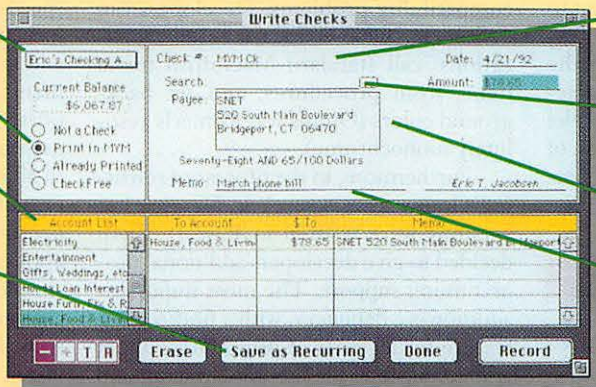 Write Checks
Eric's Checking A...
Current Balance
$6,067.87
Not a Check
Print in MYM
Already Printed
CheckFree
Check #: MYM Ck
Date: 4/21/92
Search:
Amount: $78.65
Payee: SNET
520 South Main Boulevard
Bridgeport, CT 06470
Seventy-Eight AND 65/100 Dollars
Memo: March phone bill
Eric T. Jacobsen
Account List To Account $ To Memo
Electricity
Entertainment
Gifts, Weddings, etc
Honda Loan Interest
House Furn, Fix & R
House, Food & Livin
House, Food & Livin $78.65 SNET 520 South Main Boulevard Bridgeport
- + T A
Erase Save as Recurring Done Record